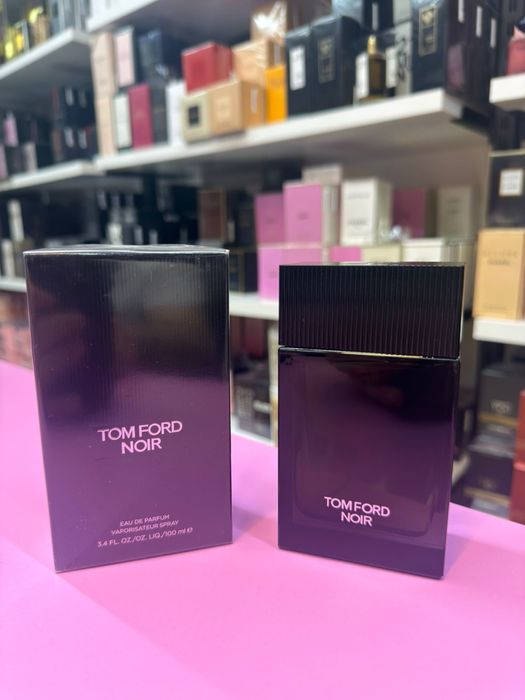 TOM FORD
NOIR
EAU DE PARFUM
VAPORISATEUR SPRAY
3.4 FL. OZ./OZ. LIQ./100 ml ℮
TOM FORD
NOIR